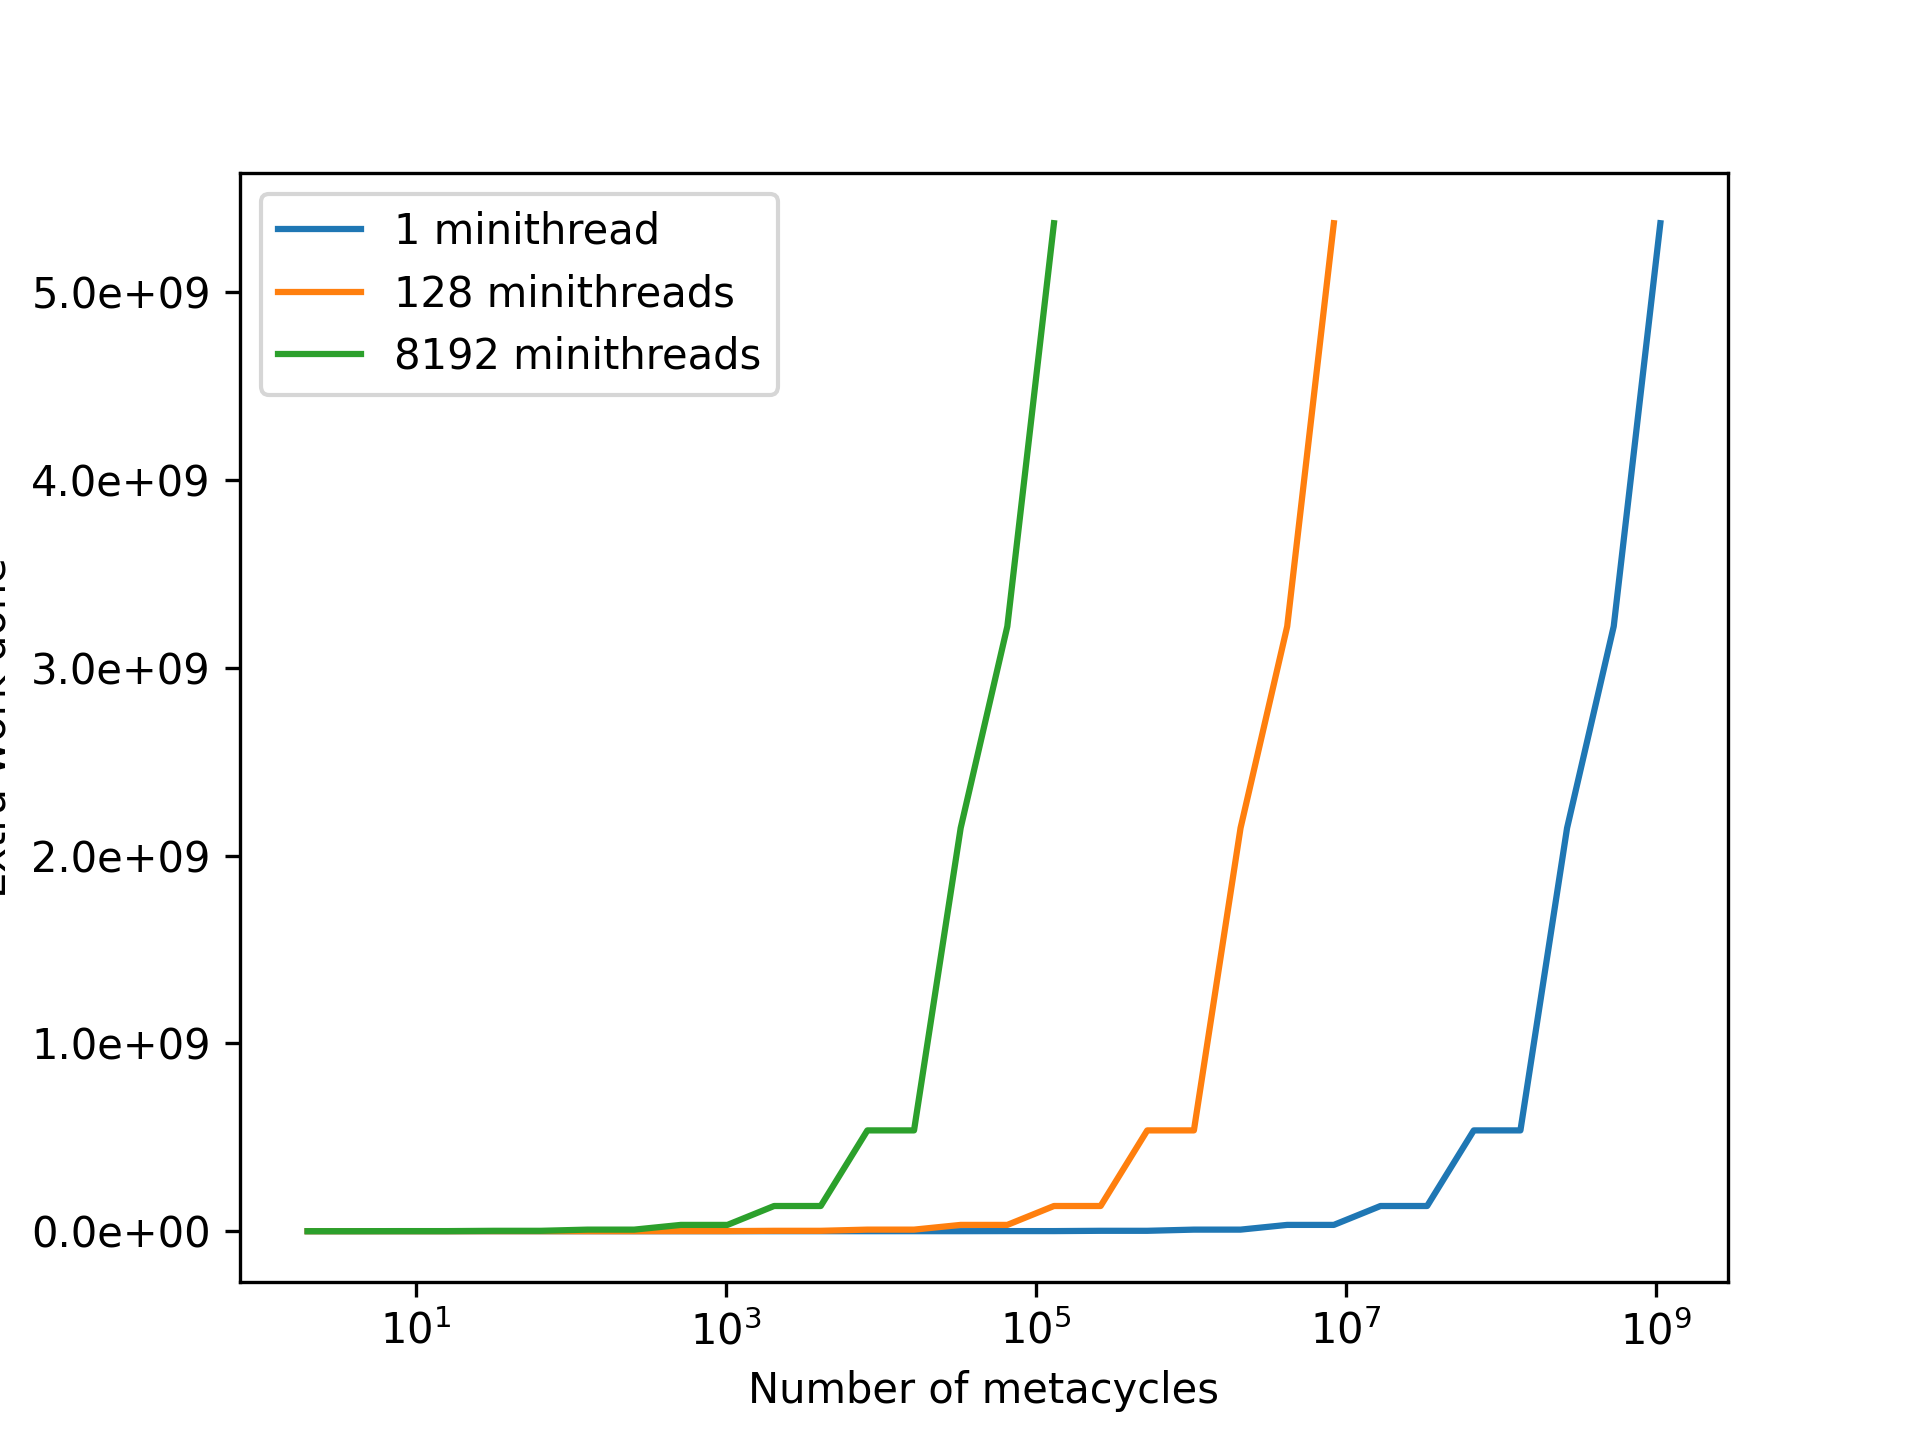 1 minithread
128 minithreads
8192 minithreads
5.0e+09
4.0e+09
3.0e+09
2.0e+09
1.0e+09
0.0e+00
10¹
10³
10⁵
10⁷
10⁹
Number of metacycles